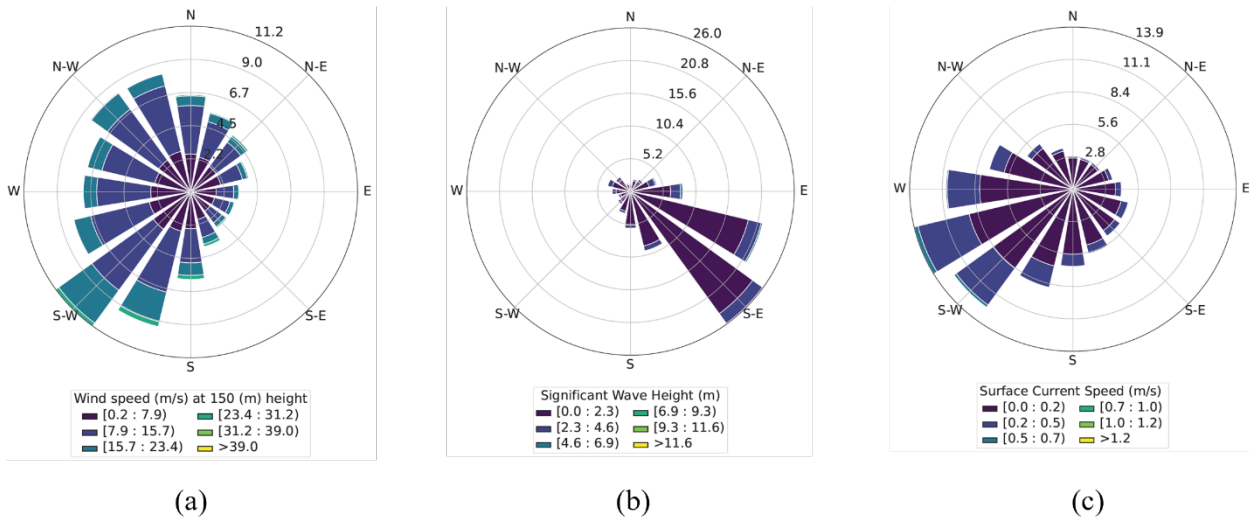 N
11.2
N-W
9.0
N-E
6.7
4.5
2.2
W
E
S-W
S-E
S
Wind speed (m/s) at 150 (m) height
[0.2 : 7.9) [23.4 : 31.2)
[7.9 : 15.7) [31.2 : 39.0)
[15.7 : 23.4) >39.0
(a)
N
26.0
N-W
20.8
N-E
15.6
10.4
5.2
W
E
S-W
S-E
S
Significant Wave Height (m)
[0.0 : 2.3) [6.9 : 9.3)
[2.3 : 4.6) [9.3 : 11.6)
[4.6 : 6.9) >11.6
(b)
N
13.9
N-W
11.1
N-E
8.4
5.6
2.8
W
E
S-W
S-E
S
Surface Current Speed (m/s)
[0.0 : 0.2) [0.7 : 1.0)
[0.2 : 0.5) [1.0 : 1.2)
[0.5 : 0.7) >1.2
(c)